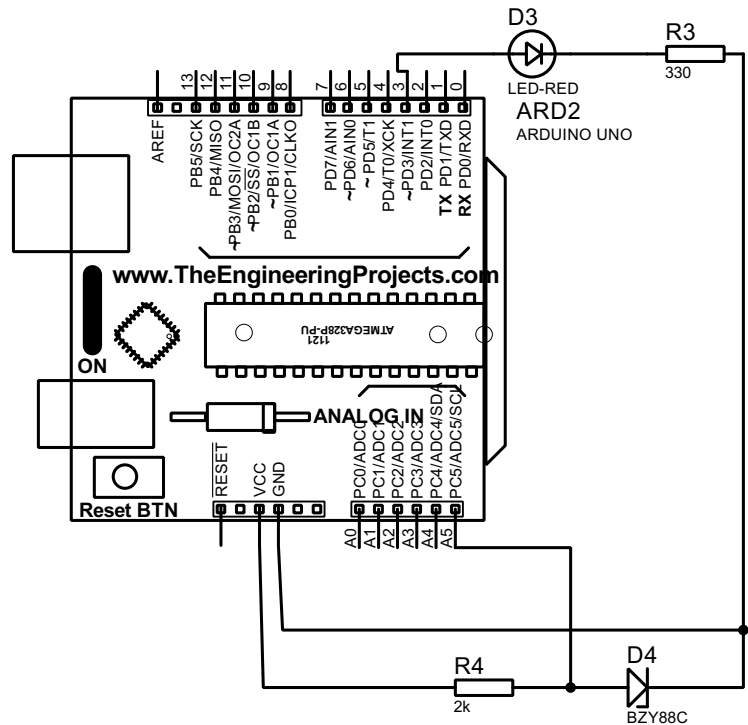 D3
LED-RED
R3
330
ARD2
ARDUINO UNO
AREF
13
12
11
10
9
8
7
6
5
4
3
2
1
0
PB5/SCK
PB4/MISO
~PB3/MOSI/OC2A
~PB2/SS/OC1B
~PB1/OC1A
PB0/ICP1/CLKO
PD7/AIN1
~PD6/AIN0
~PD5/T1
PD4/T0/XCK
~PD3/INT1
PD2/INT0
TX PD1/TXD
RX PD0/RXD
www.TheEngineeringProjects.com
ATMEGA328P-PU
1121
ON
ANALOG IN
Reset BTN
RESET
VCC
GND
PC0/ADC0
PC1/ADC1
PC2/ADC2
PC3/ADC3
PC4/ADC4/SDA
PC5/ADC5/SCL
A0
A1
A2
A3
A4
A5
R4
2k
D4
BZY88C